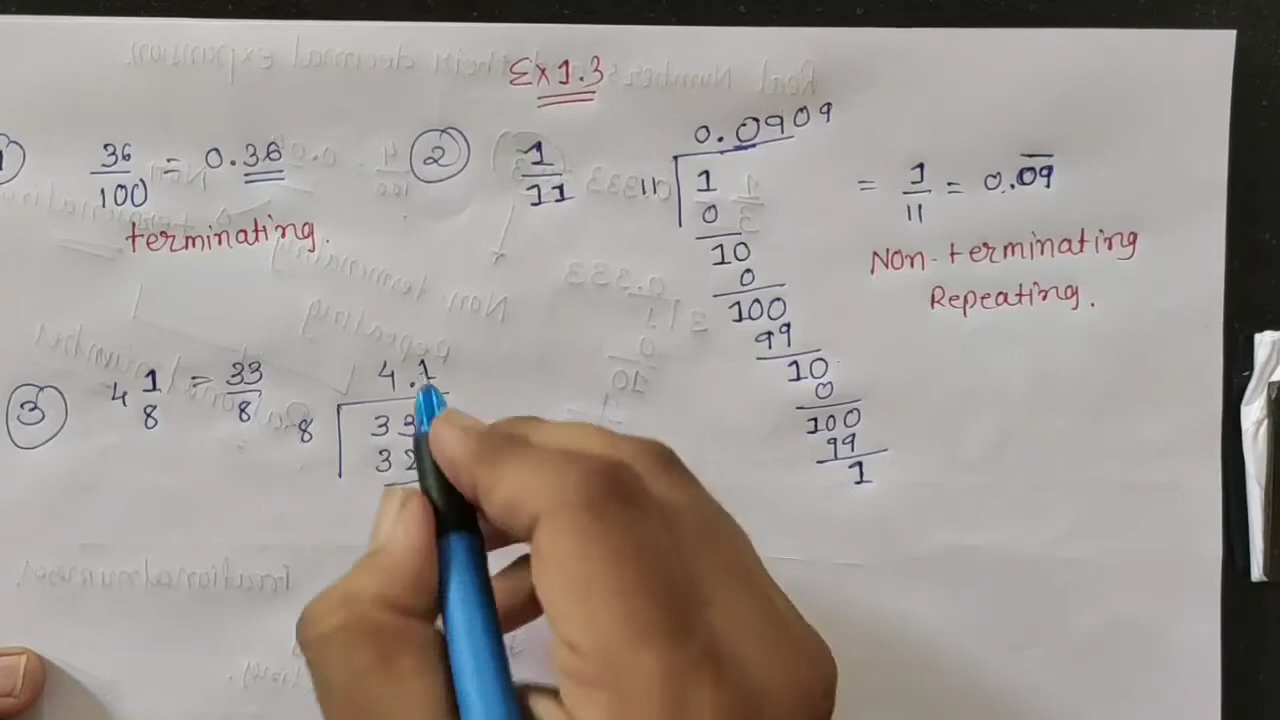 Ex 1.3
1 36/100 = 0.36
terminating.
2 1/11
0.0909
11 1
0
10
0
100
99
10
0
100
99
1
= 1/11 = 0.0̅9̅
Non-terminating
Repeating.
3 4 1/8 = 33/8
4.1
8 33
32